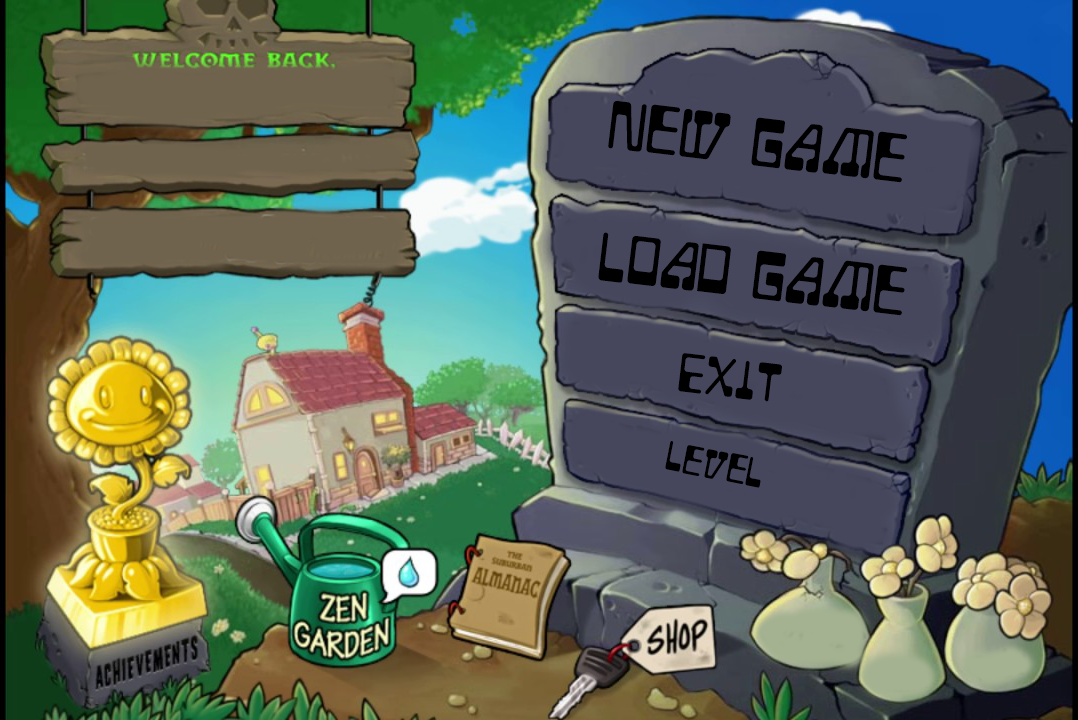 WELCOME BACK,
NEW GAME
LOAD GAME
EXIT
LEVEL
THE
SUBURBAN
ALMANAC
ZEN
GARDEN
SHOP
ACHIEVEMENTS